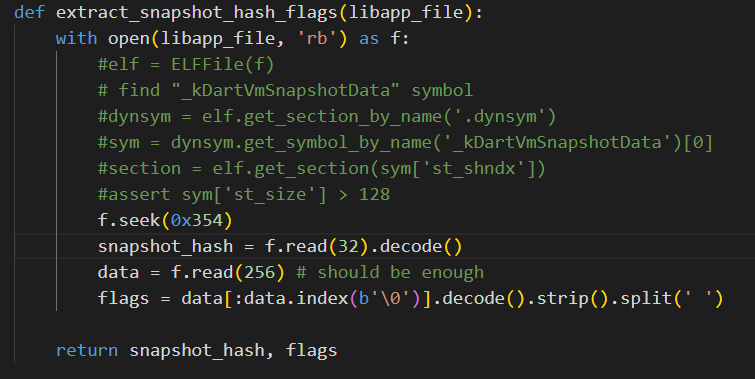 def extract_snapshot_hash_flags(libapp_file):
    with open(libapp_file, 'rb') as f:
        #elf = ELFFile(f)
        # find "_kDartVmSnapshotData" symbol
        #dynsym = elf.get_section_by_name('.dynsym')
        #sym = dynsym.get_symbol_by_name('_kDartVmSnapshotData')[0]
        #section = elf.get_section(sym['st_shndx'])
        #assert sym['st_size'] > 128
        f.seek(0x354)
        snapshot_hash = f.read(32).decode()
        data = f.read(256) # should be enough
        flags = data[:data.index(b'\0')].decode().strip().split(' ')
    return snapshot_hash, flags